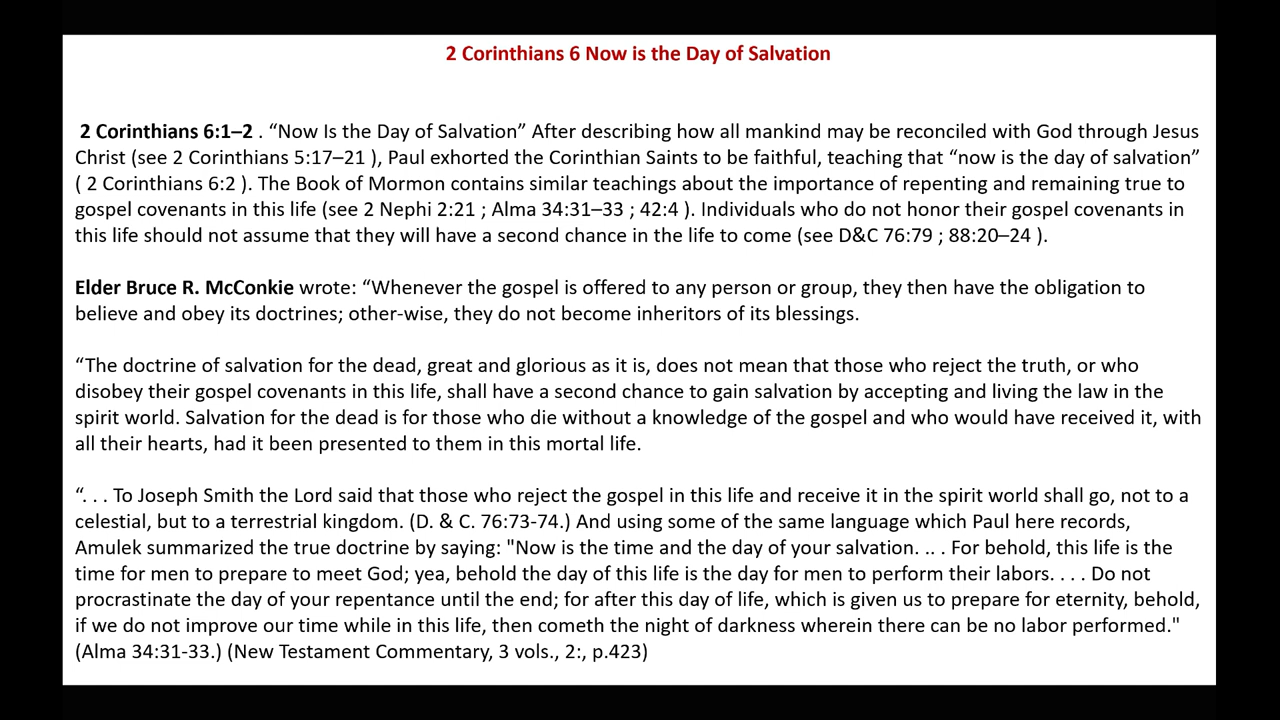 2 Corinthians 6 Now is the Day of Salvation
2 Corinthians 6:1–2 . “Now Is the Day of Salvation” After describing how all mankind may be reconciled with God through Jesus
Christ (see 2 Corinthians 5:17–21 ), Paul exhorted the Corinthian Saints to be faithful, teaching that “now is the day of salvation”
( 2 Corinthians 6:2 ). The Book of Mormon contains similar teachings about the importance of repenting and remaining true to
gospel covenants in this life (see 2 Nephi 2:21 ; Alma 34:31–33 ; 42:4 ). Individuals who do not honor their gospel covenants in
this life should not assume that they will have a second chance in the life to come (see D&C 76:79 ; 88:20–24 ).
Elder Bruce R. McConkie wrote: “Whenever the gospel is offered to any person or group, they then have the obligation to
believe and obey its doctrines; other-wise, they do not become inheritors of its blessings.
“The doctrine of salvation for the dead, great and glorious as it is, does not mean that those who reject the truth, or who
disobey their gospel covenants in this life, shall have a second chance to gain salvation by accepting and living the law in the
spirit world. Salvation for the dead is for those who die without a knowledge of the gospel and who would have received it, with
all their hearts, had it been presented to them in this mortal life.
“. . . To Joseph Smith the Lord said that those who reject the gospel in this life and receive it in the spirit world shall go, not to a
celestial, but to a terrestrial kingdom. (D. & C. 76:73-74.) And using some of the same language which Paul here records,
Amulek summarized the true doctrine by saying: "Now is the time and the day of your salvation. .. . For behold, this life is the
time for men to prepare to meet God; yea, behold the day of this life is the day for men to perform their labors. . . . Do not
procrastinate the day of your repentance until the end; for after this day of life, which is given us to prepare for eternity, behold,
if we do not improve our time while in this life, then cometh the night of darkness wherein there can be no labor performed."
(Alma 34:31-33.) (New Testament Commentary, 3 vols., 2:, p.423)